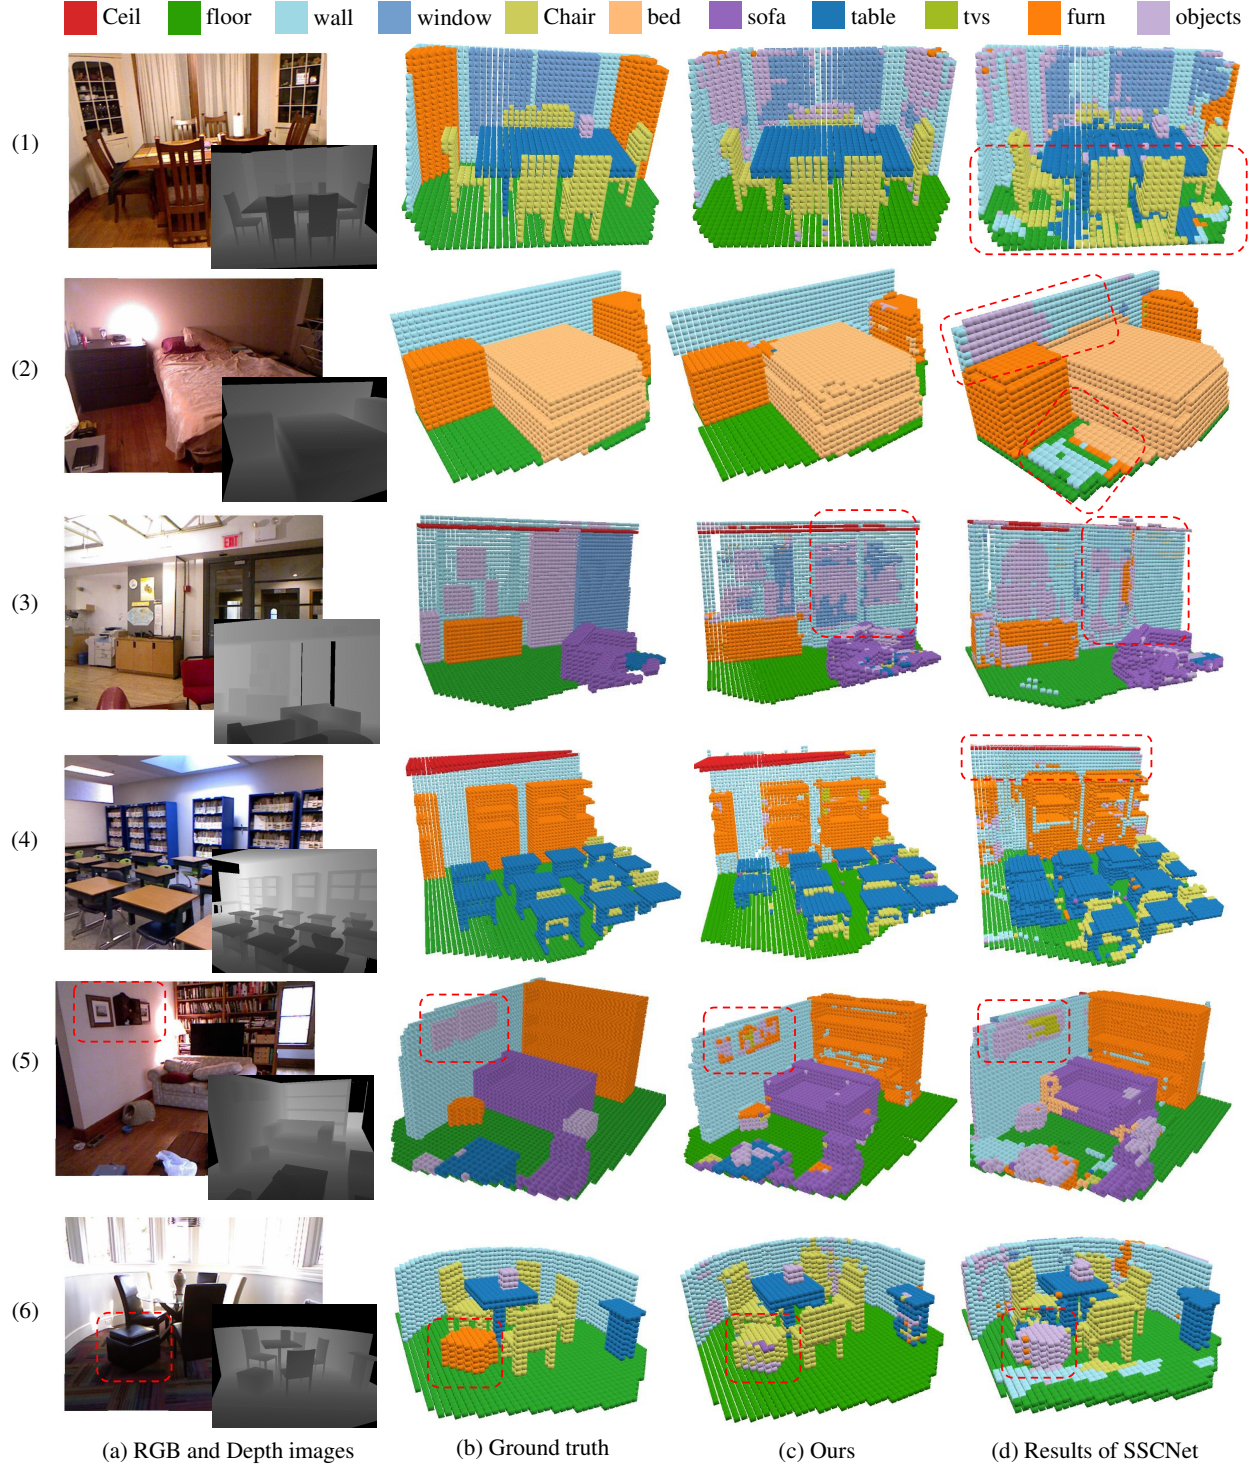 Ceil floor wall window Chair bed sofa table tvs furn objects
(1)
(2)
(3)
EXIT
(4)
(5)
(6)
(a) RGB and Depth images (b) Ground truth (c) Ours (d) Results of SSCNet